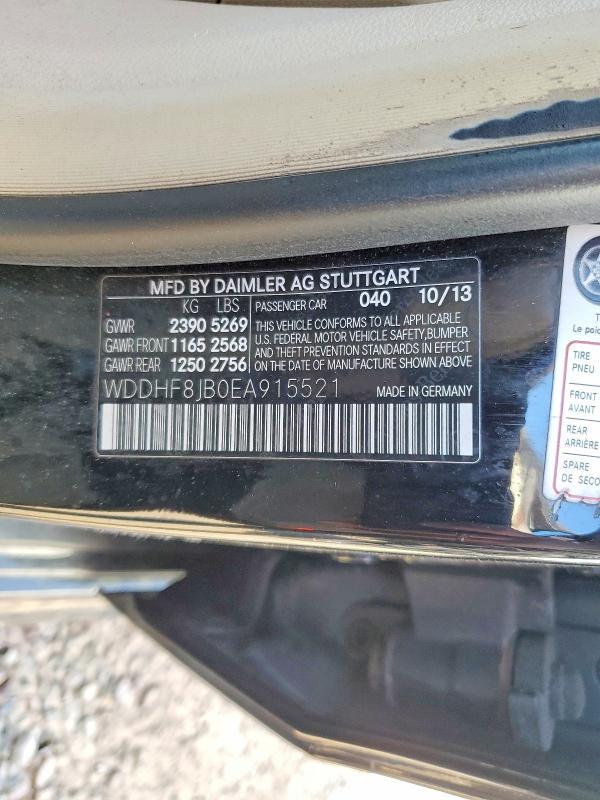 MFD BY DAIMLER AG STUTTGART
KG LBS PASSENGER CAR 040 10/13
GVWR 2390 5269
GAWR FRONT 1165 2568
GAWR REAR 1250 2756
THIS VEHICLE CONFORMS TO ALL APPLICABLE
U.S. FEDERAL MOTOR VEHICLE SAFETY, BUMPER
AND THEFT PREVENTION STANDARDS IN EFFECT
ON THE DATE OF MANUFACTURE SHOWN ABOVE
WDDHF8JB0EA915521 MADE IN GERMANY
Le
TIRE
PNEU
FRONT
AVANT
REAR
ARRIÈRE
SPARE
DE